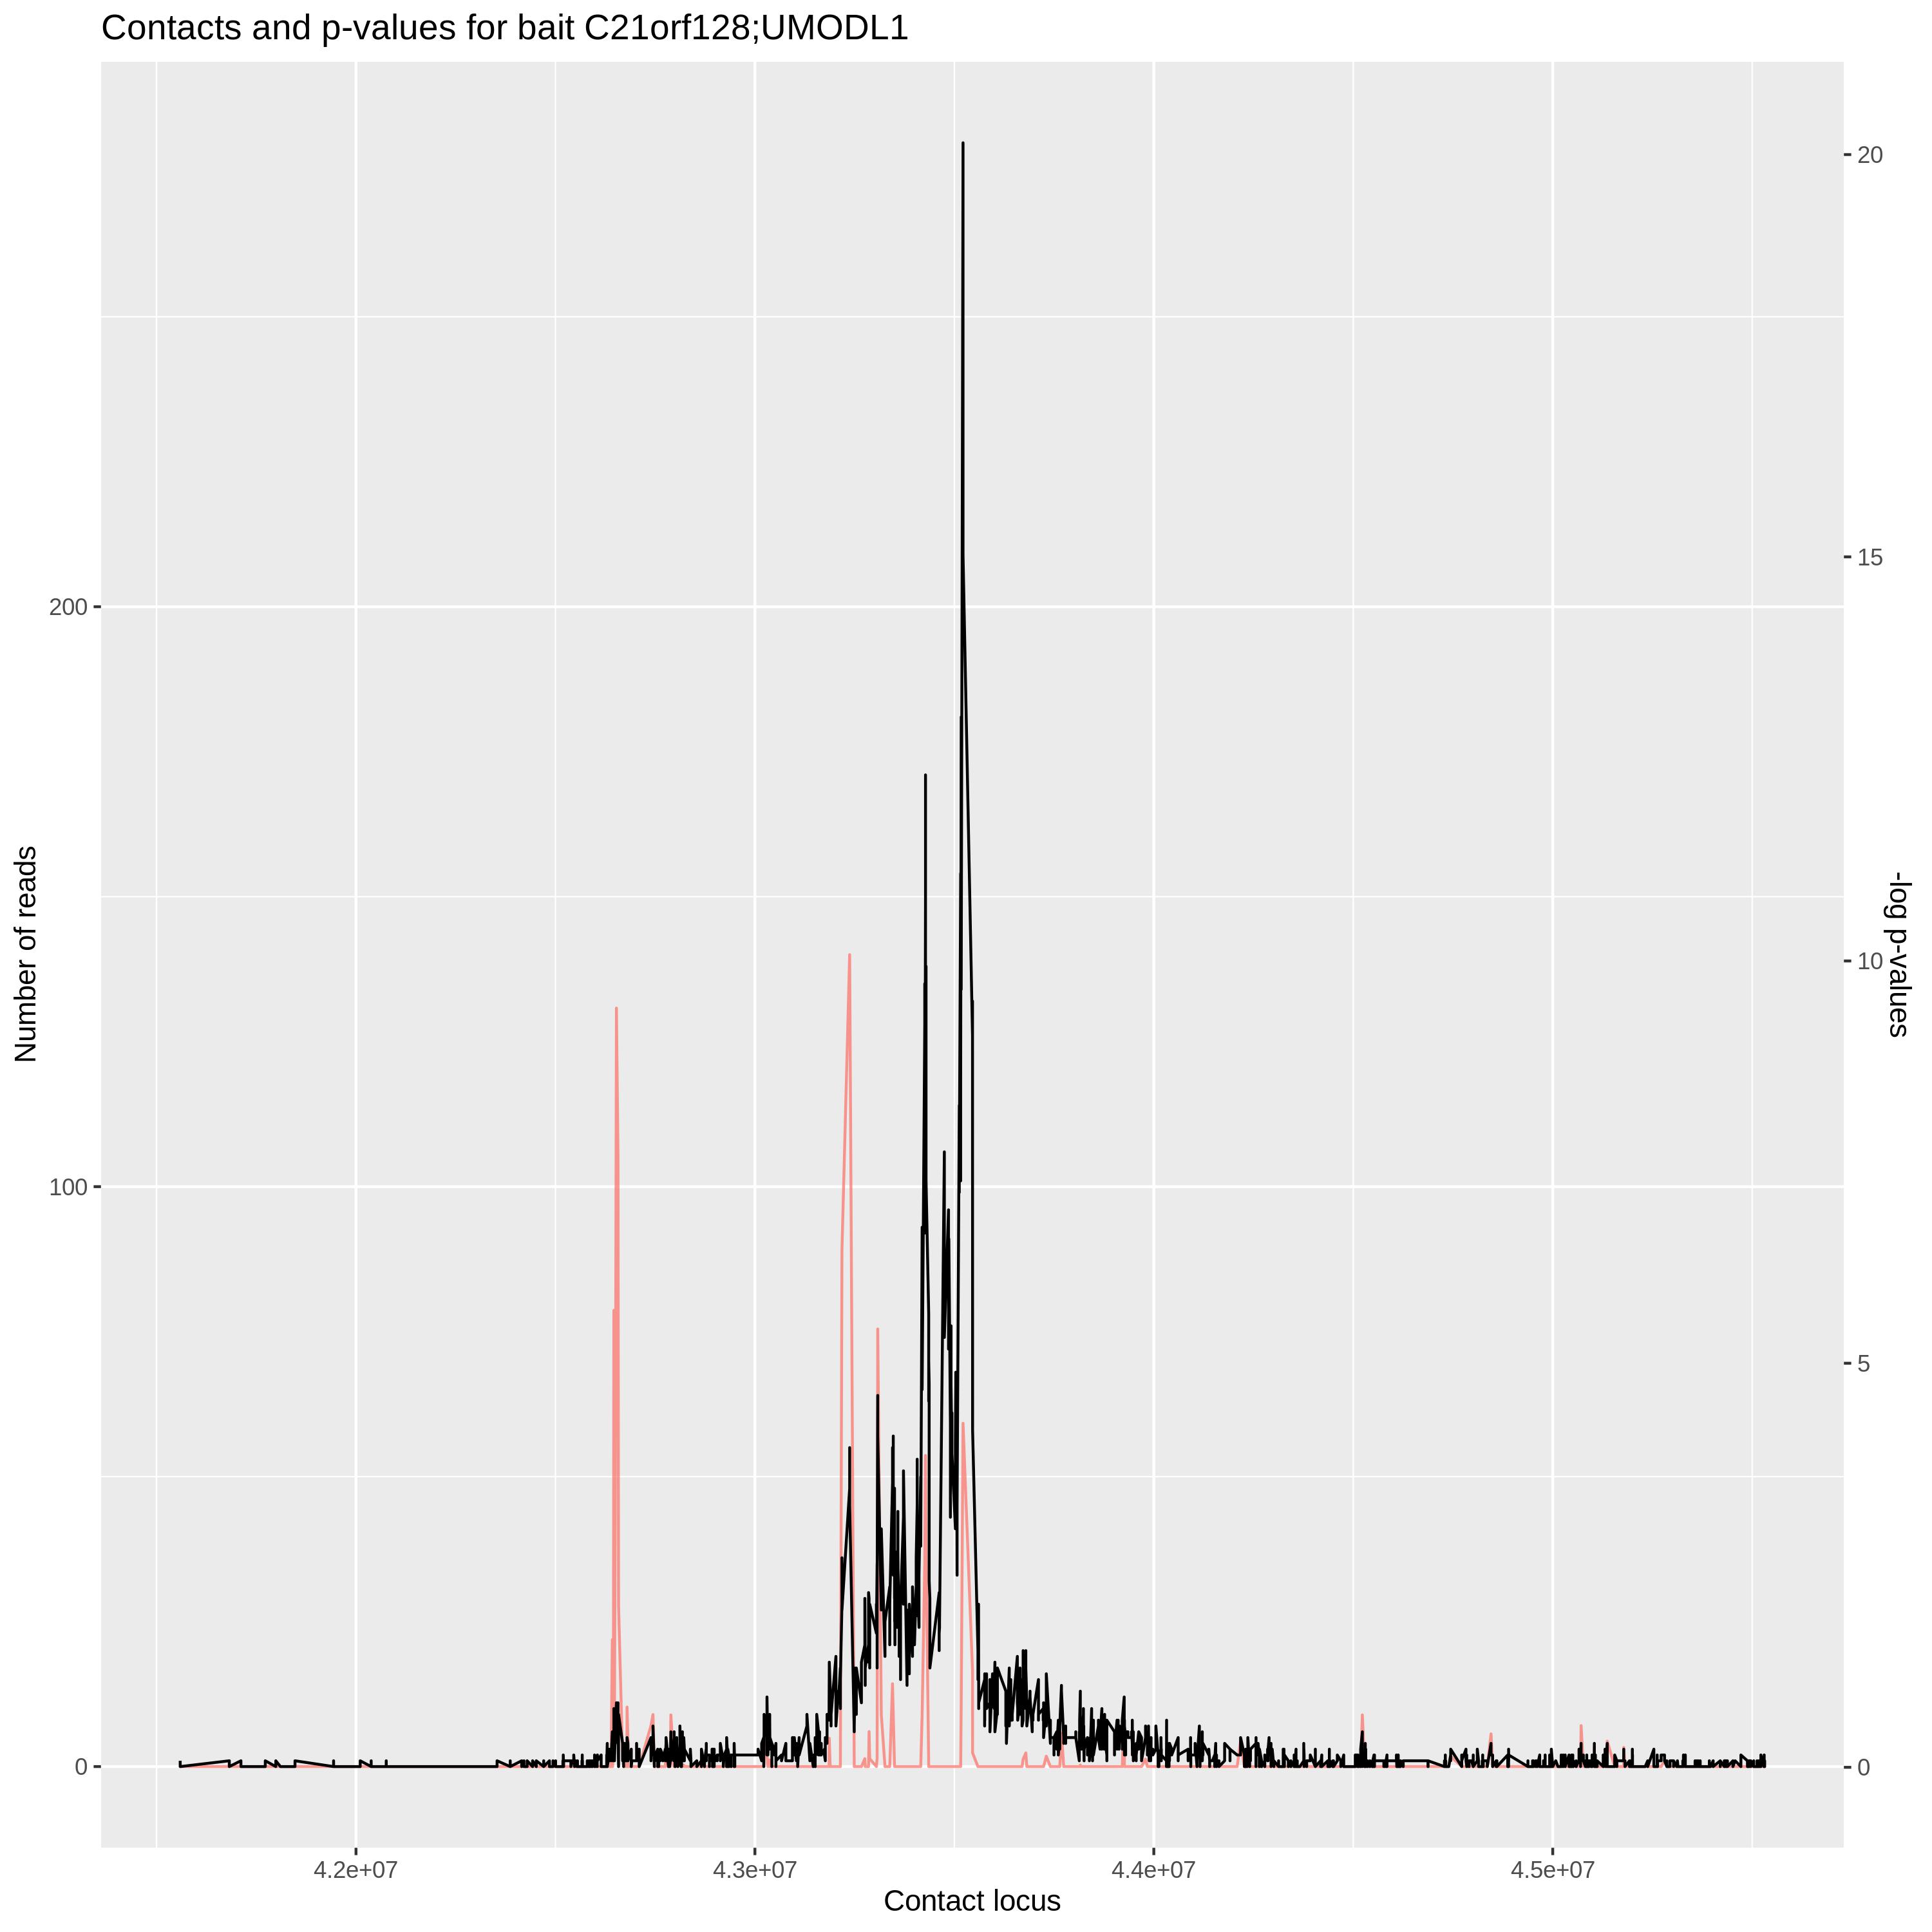 Contacts and p-values for bait C21orf128;UMODL1
Number of reads
200
100
0
20
15
10
5
0
-log p-values
4.2e+07
4.3e+07
4.4e+07
4.5e+07
Contact locus